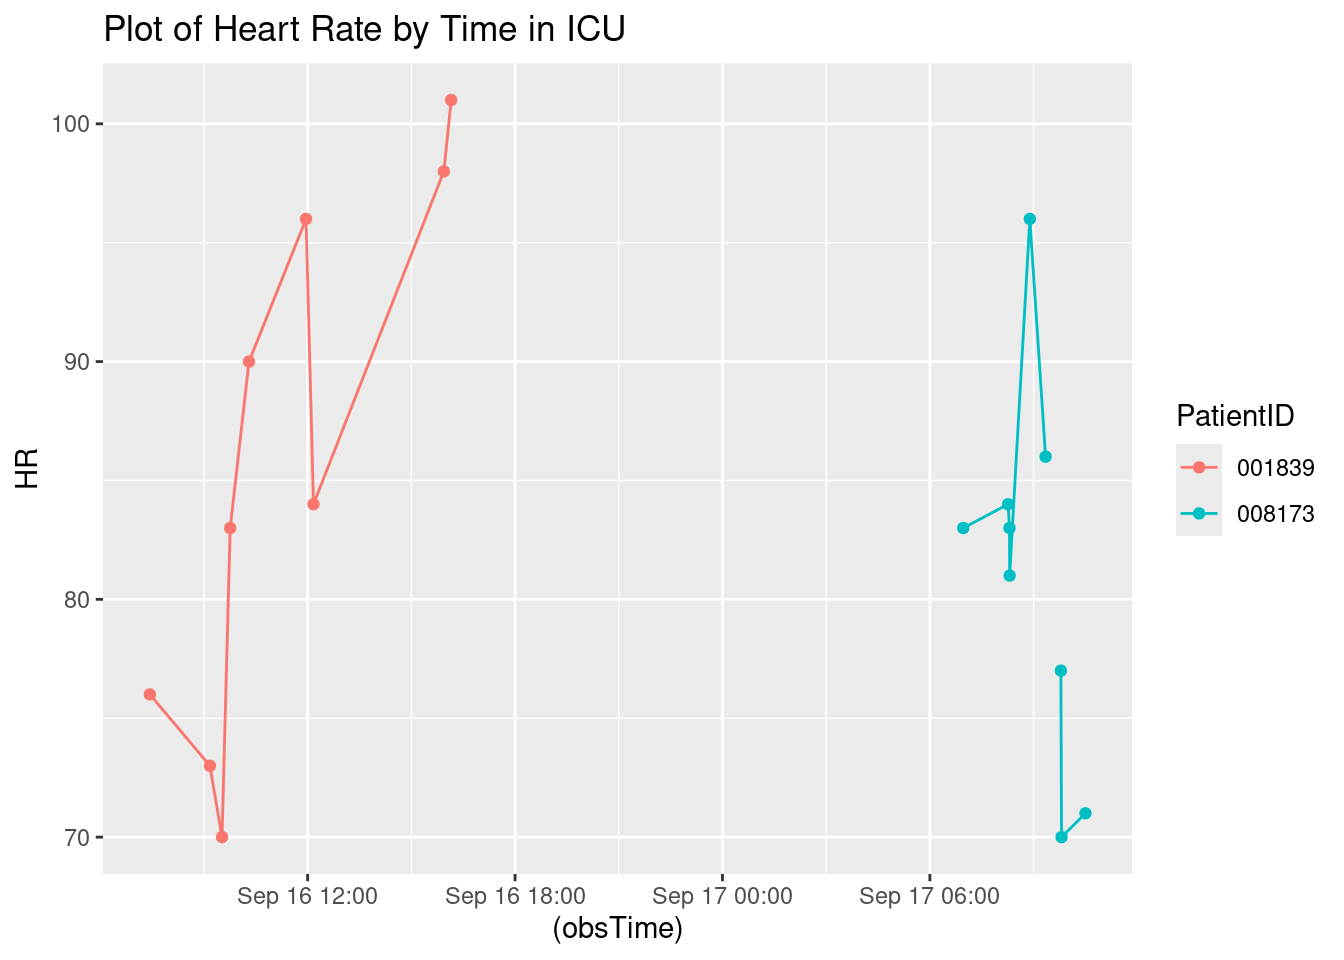 Plot of Heart Rate by Time in ICU
100
90
80
70
HR
Sep 16 12:00 Sep 16 18:00 Sep 17 00:00 Sep 17 06:00
(obsTime)
PatientID
001839
008173